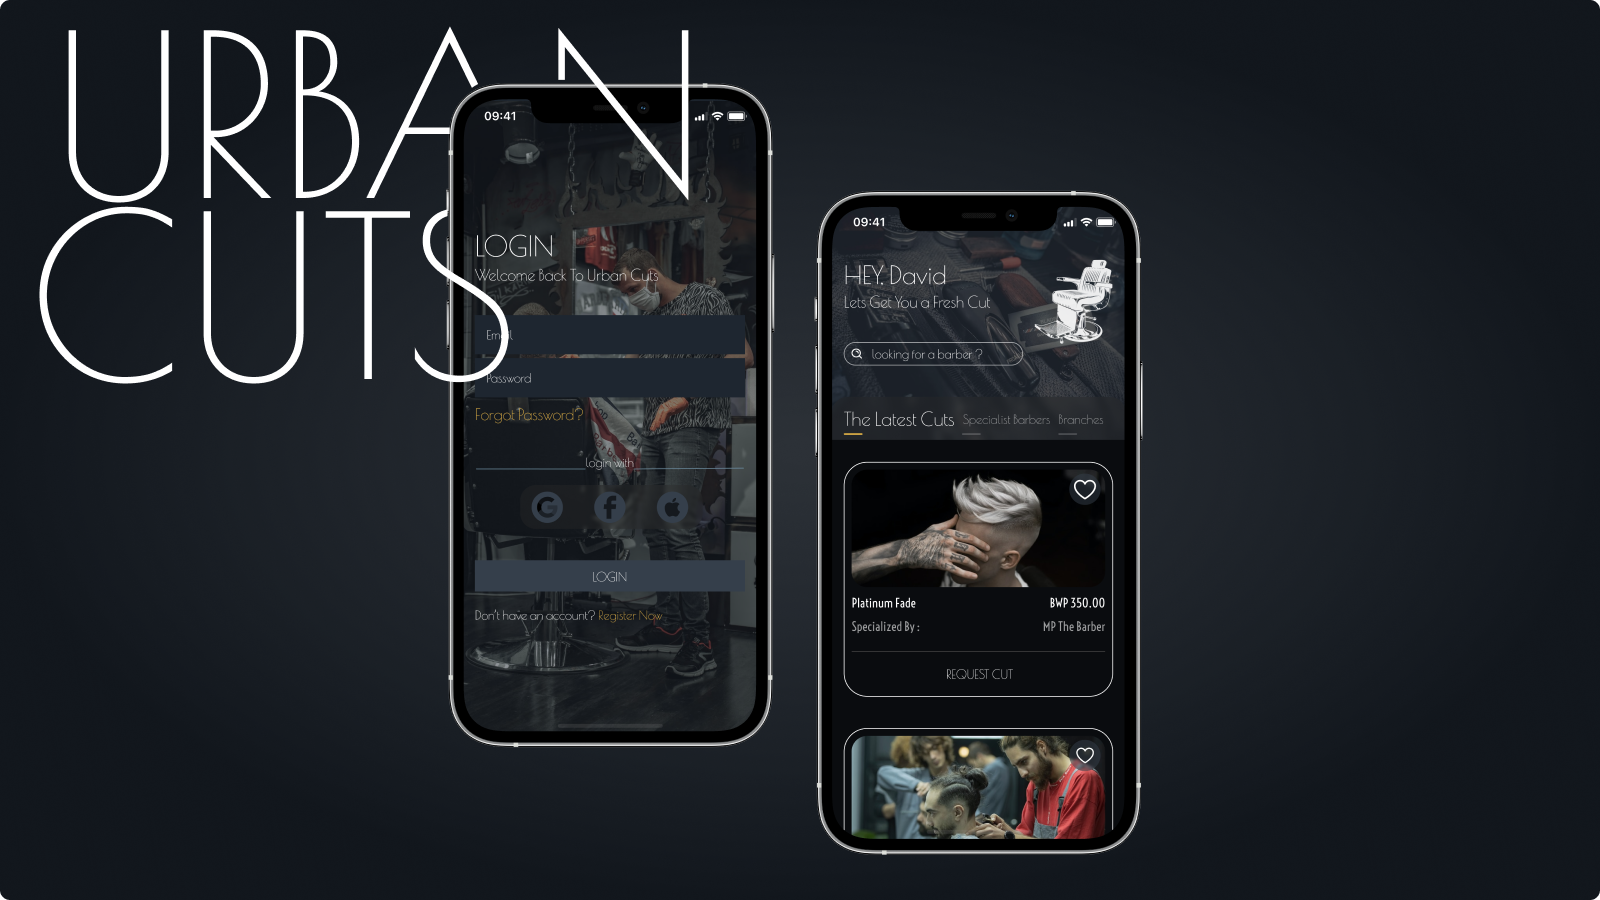 URBAN
CUTS
09:41
LOGIN
Welcome Back To Urban Cuts
Email
Password
Forgot Password?
login with
LOGIN
Don't have an account? Register Now
09:41
HEY, David
Lets Get You a Fresh Cut
looking for a barber ?
The Latest Cuts Specialist Barbers Branches
Platinum Fade BWP 350.00
Specialized By : MP The Barber
REQUEST CUT